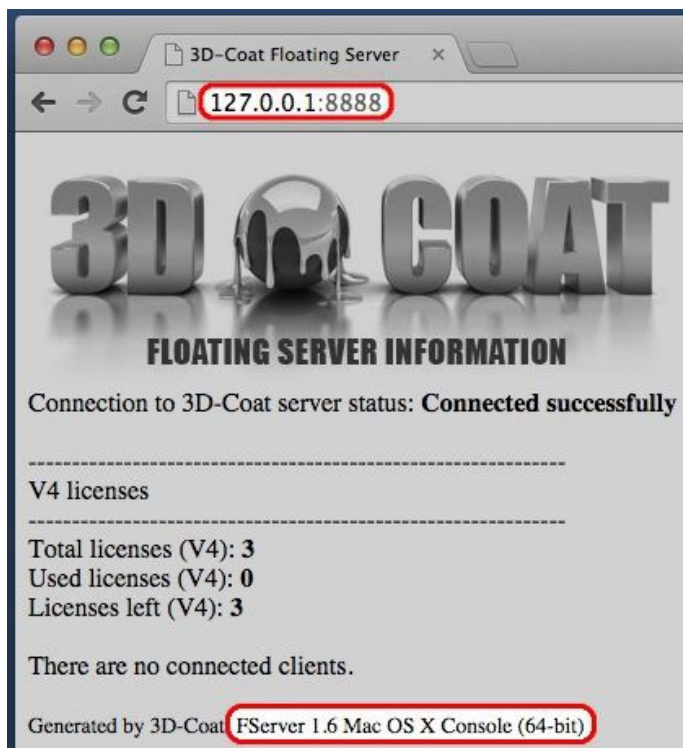 3D-Coat Floating Server
127.0.0.1:8888
3D COAT
FLOATING SERVER INFORMATION
Connection to 3D-Coat server status: Connected successfully
---------------------------------------------------------------
V4 licenses
---------------------------------------------------------------
Total licenses (V4): 3
Used licenses (V4): 0
Licenses left (V4): 3
There are no connected clients.
Generated by 3D-Coat FServer 1.6 Mac OS X Console (64-bit)